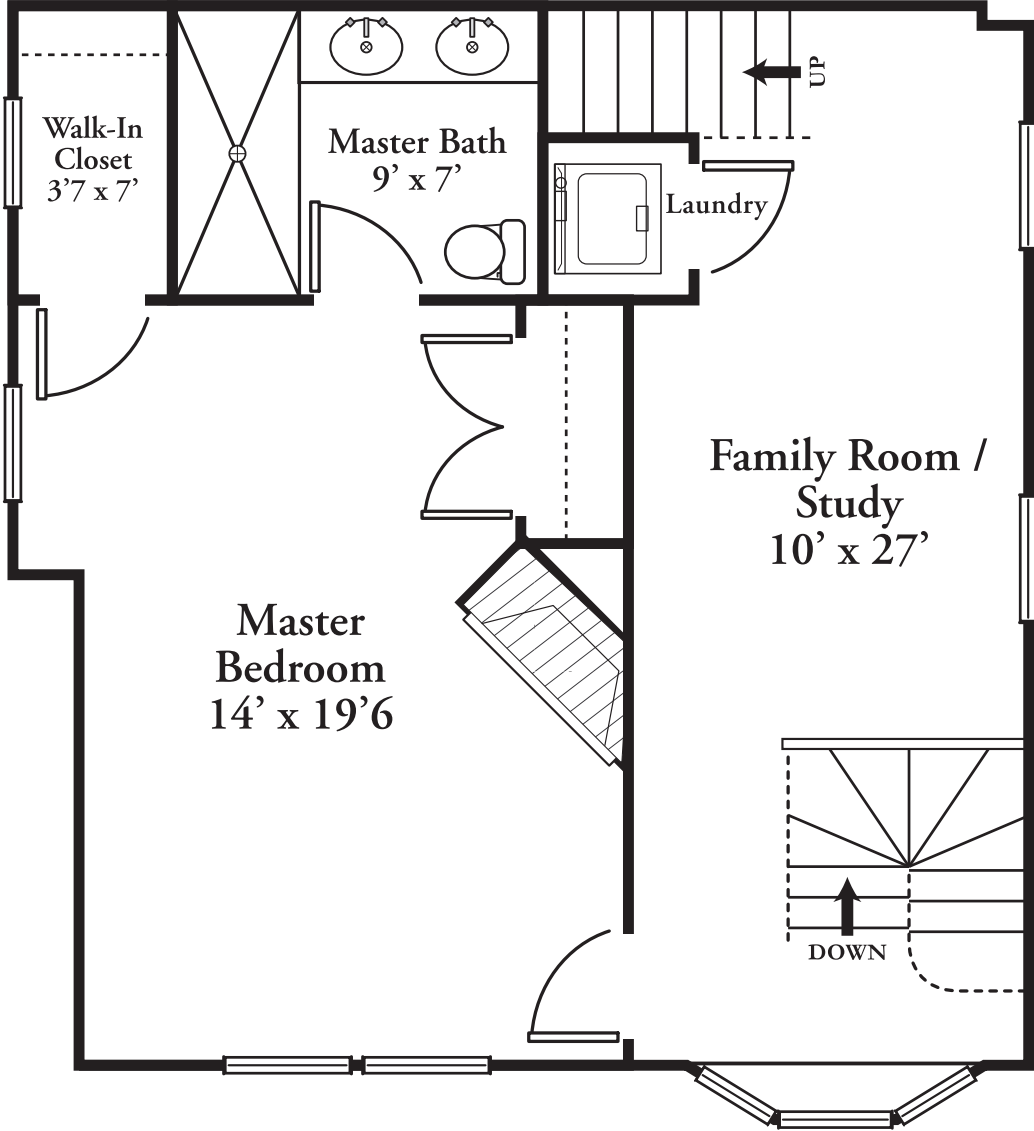 UP
Walk-In
Closet
3’7 x 7’
Master Bath
9’ x 7’
Laundry
Family Room /
Study
10’ x 27’
Master
Bedroom
14’ x 19’6
DOWN